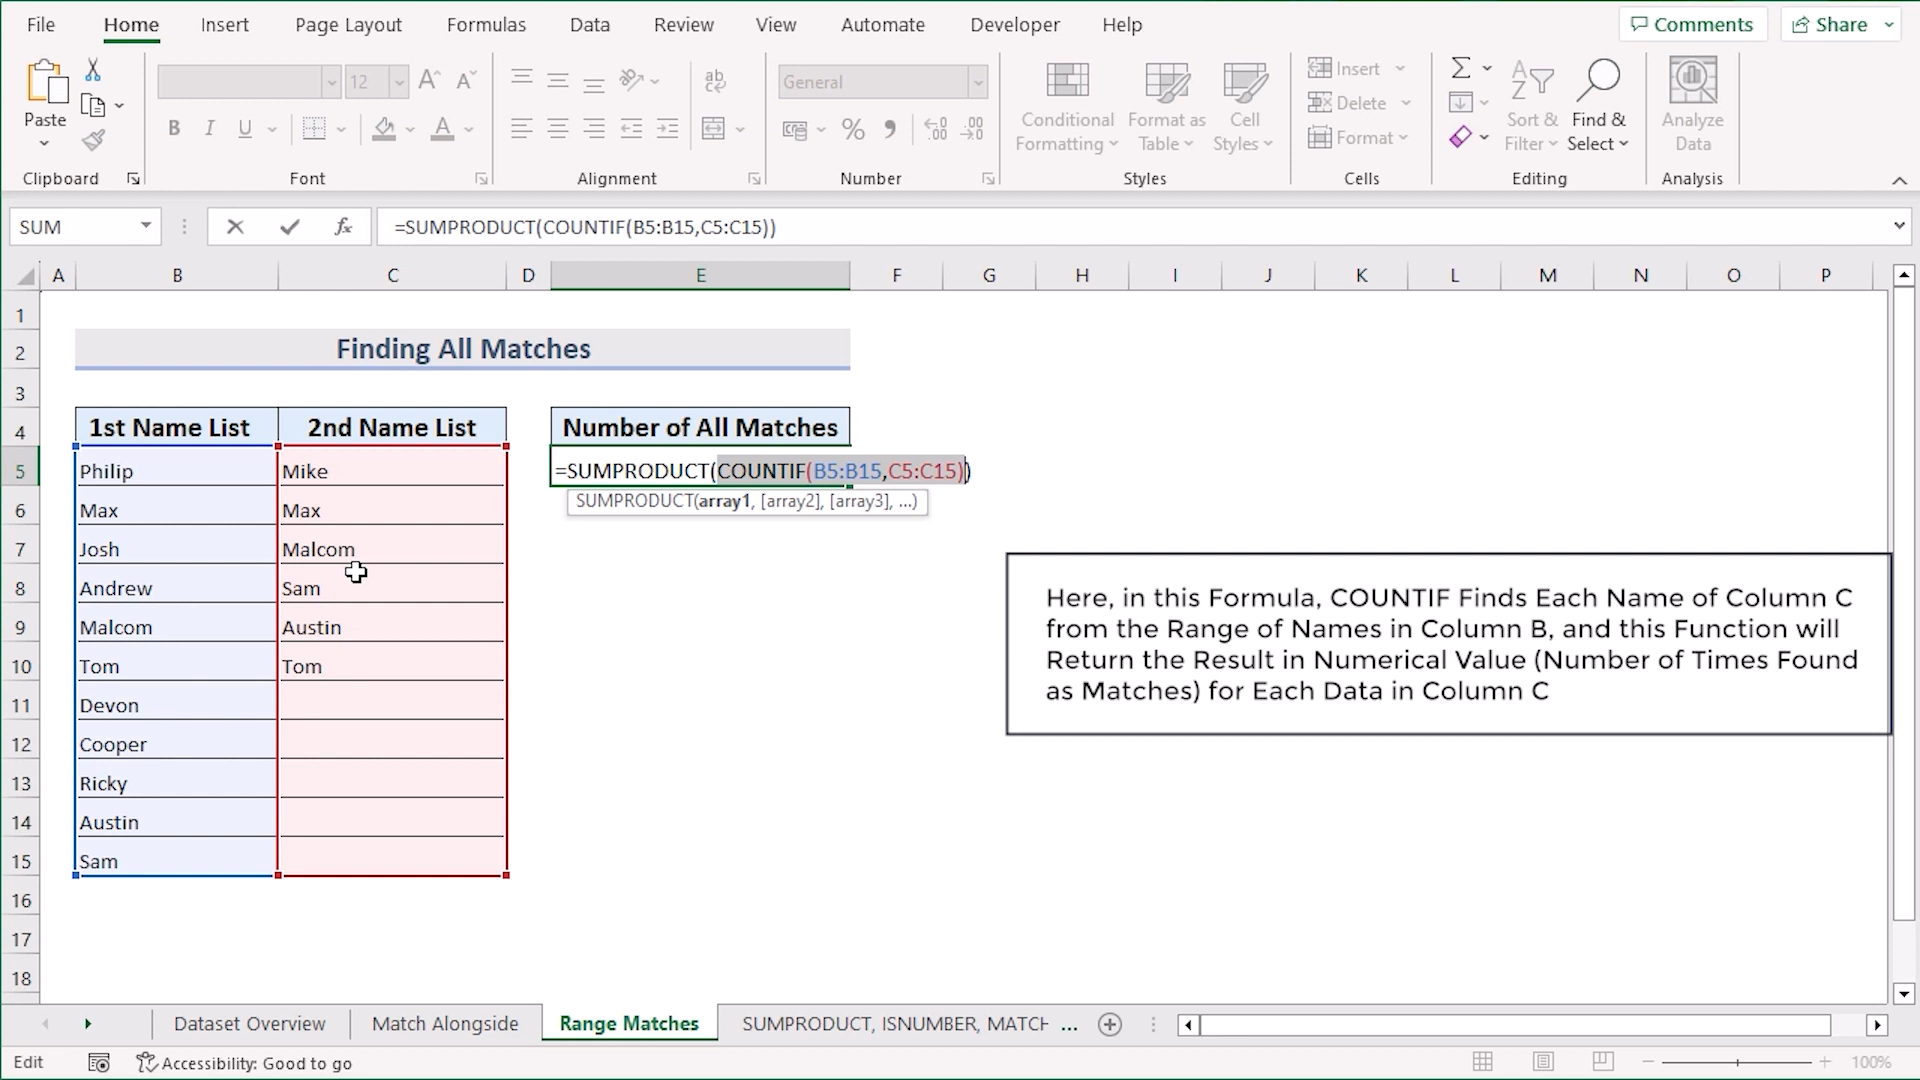 File Home Insert Page Layout Formulas Data Review View Automate Developer Help Comments Share
Paste
12
General
Conditional Formatting
Format as Table
Cell Styles
Insert
Delete
Format
Sort & Filter
Find & Select
Analyze Data
Clipboard Font Alignment Number Styles Cells Editing Analysis
SUM =SUMPRODUCT(COUNTIF(B5:B15,C5:C15))
A B C D E F G H I J K L M N O P
1
2 Finding All Matches
3
4 1st Name List 2nd Name List Number of All Matches
5 Philip Mike =SUMPRODUCT(COUNTIF(B5:B15,C5:C15))
SUMPRODUCT(array1, [array2], [array3], ...)
6 Max Max
7 Josh Malcom
8 Andrew Sam
9 Malcom Austin
10 Tom Tom
11 Devon
12 Cooper
13 Ricky
14 Austin
15 Sam
16
17
18
Here, in this Formula, COUNTIF Finds Each Name of Column C
from the Range of Names in Column B, and this Function will
Return the Result in Numerical Value (Number of Times Found
as Matches) for Each Data in Column C
Dataset Overview Match Alongside Range Matches SUMPRODUCT, ISNUMBER, MATCH ...
Edit Accessibility: Good to go 100%